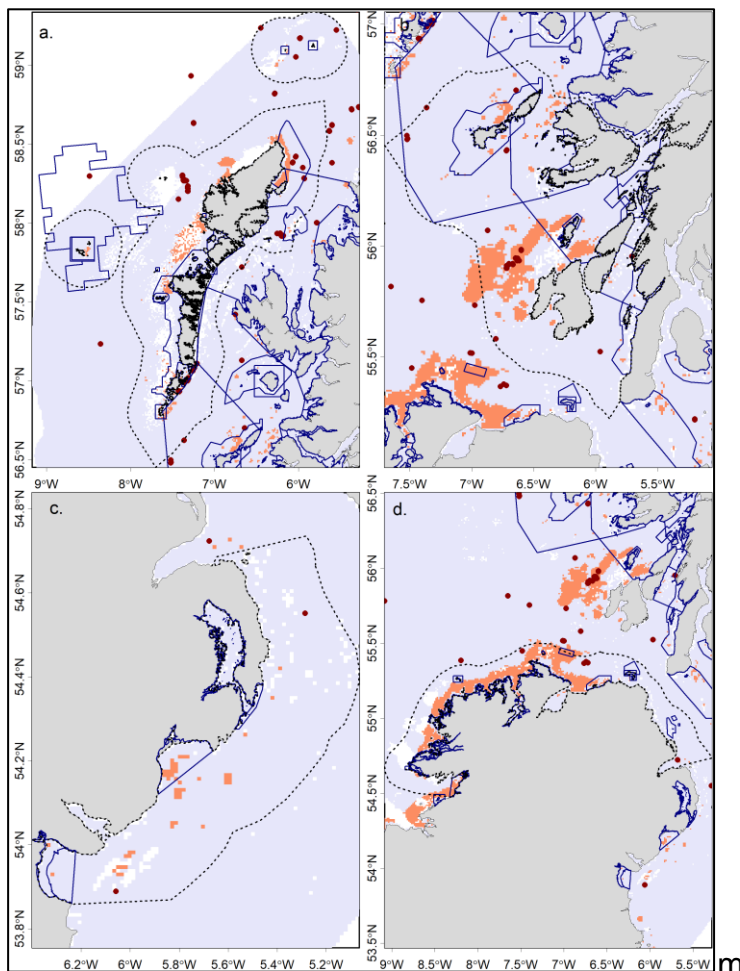 a.
59°N
58.5°N
58°N
57.5°N
57°N
56.5°N
9°W 8°W 7°W 6°W
b.
57°N
56.5°N
56°N
55.5°N
7.5°W 7°W 6.5°W 6°W 5.5°W
c.
54.8°N
54.6°N
54.4°N
54.2°N
54°N
53.8°N
6.2°W 6°W 5.8°W 5.6°W 5.4°W 5.2°W
d.
56.5°N
56°N
55.5°N
55°N
54.5°N
54°N
53.5°N
9°W 8.5°W 8°W 7.5°W 7°W 6.5°W 6°W 5.5°W
m